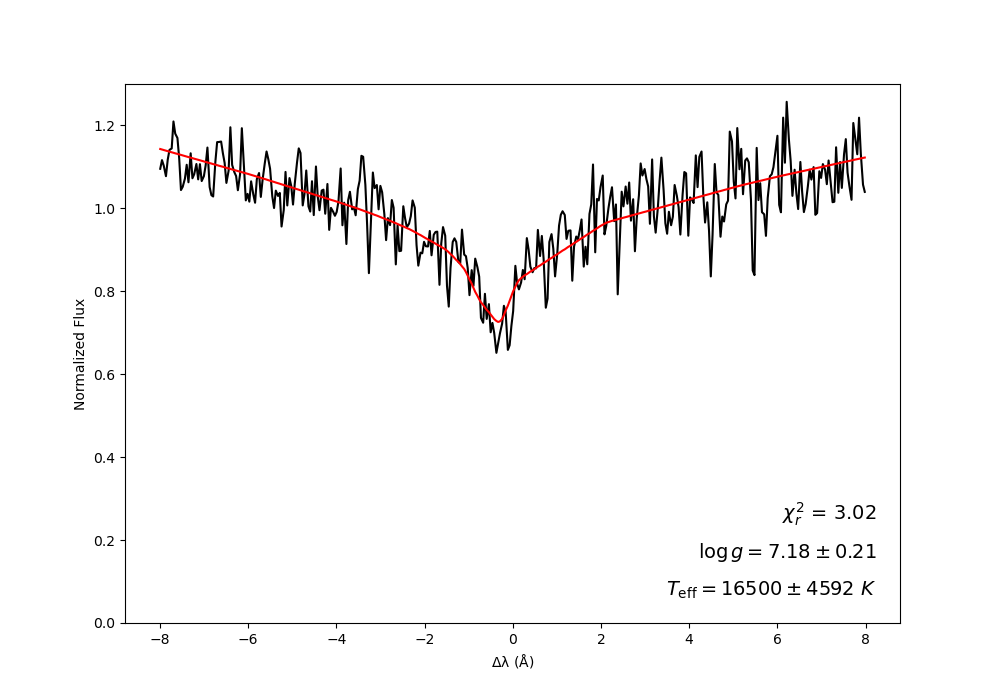 1.2
1.0
0.8
0.6
0.4
0.2
0.0
Normalized Flux
χ²ᵣ = 3.02
log g = 7.18 ± 0.21
T_eff = 16500 ± 4592 K
−8 −6 −4 −2 0 2 4 6 8
Δλ (Å)